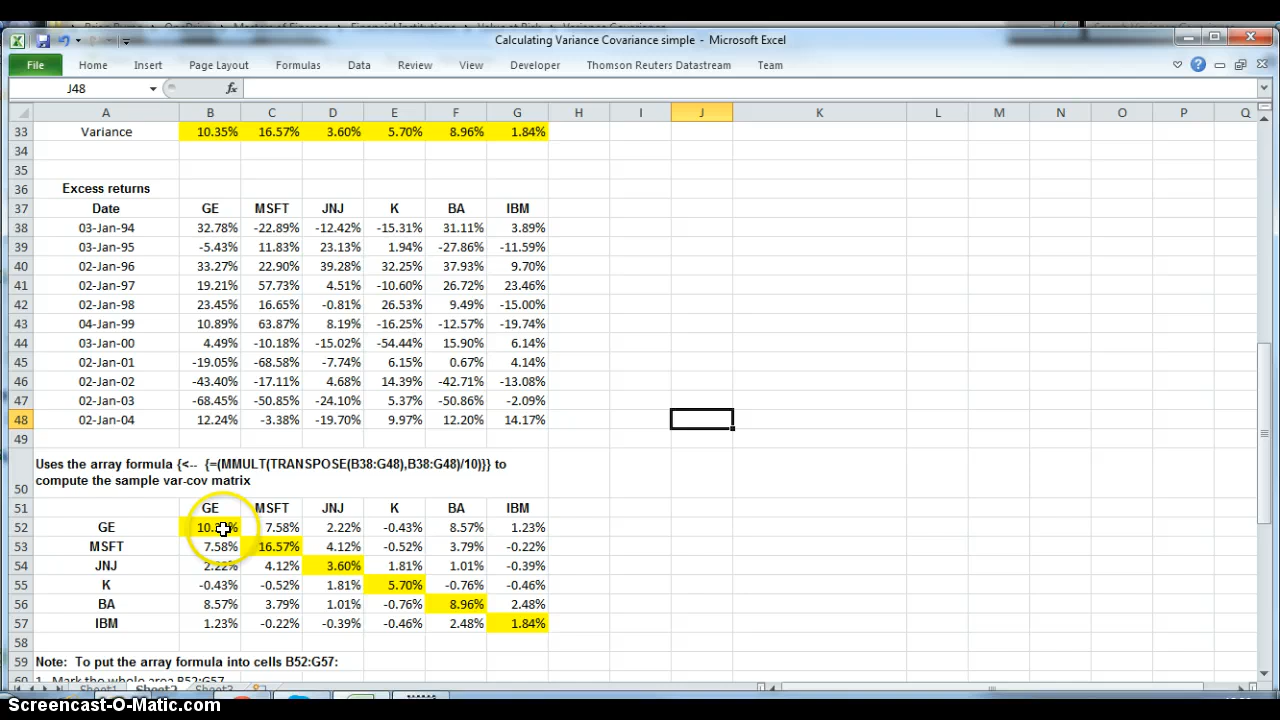 Calculating Variance Covariance simple - Microsoft Excel
File Home Insert Page Layout Formulas Data Review View Developer Thomson Reuters Datastream Team
J48 fx
A B C D E F G H I J K L M N O P Q
33 Variance 10.35% 16.57% 3.60% 5.70% 8.96% 1.84%
34
35
36 Excess returns
37 Date GE MSFT JNJ K BA IBM
38 03-Jan-94 32.78% -22.89% -12.42% -15.31% 31.11% 3.89%
39 03-Jan-95 -5.43% 11.83% 23.13% 1.94% -27.86% -11.59%
40 02-Jan-96 33.27% 22.90% 39.28% 32.25% 37.93% 9.70%
41 02-Jan-97 19.21% 57.73% 4.51% -10.60% 26.72% 23.46%
42 02-Jan-98 23.45% 16.65% -0.81% 26.53% 9.49% -15.00%
43 04-Jan-99 10.89% 63.87% 8.19% -16.25% -12.57% -19.74%
44 03-Jan-00 4.49% -10.18% -15.02% -54.44% 15.90% 6.14%
45 02-Jan-01 -19.05% -68.58% -7.74% 6.15% 0.67% 4.14%
46 02-Jan-02 -43.40% -17.11% 4.68% 14.39% -42.71% -13.08%
47 02-Jan-03 -68.45% -50.85% -24.10% 5.37% -50.86% -2.09%
48 02-Jan-04 12.24% -3.38% -19.70% 9.97% 12.20% 14.17%
49
Uses the array formula {<-- {=(MMULT(TRANSPOSE(B38:G48),B38:G48)/10)}} to
50 compute the sample var-cov matrix
51 GE MSFT JNJ K BA IBM
52 GE 7.58% 2.22% -0.43% 8.57% 1.23%
53 MSFT 7.58% 16.57% 4.12% -0.52% 3.79% -0.22%
54 JNJ 2.22% 4.12% 3.60% 1.81% 1.01% -0.39%
55 K -0.43% -0.52% 1.81% 5.70% -0.76% -0.46%
56 BA 8.57% 3.79% 1.01% -0.76% 8.96% 2.48%
57 IBM 1.23% -0.22% -0.39% -0.46% 2.48% 1.84%
58
59 Note: To put the array formula into cells B52:G57:
60 1. Mark the whole area B52:G57
Sheet1 Sheet2 Sheet3
Screencast-O-Matic.com